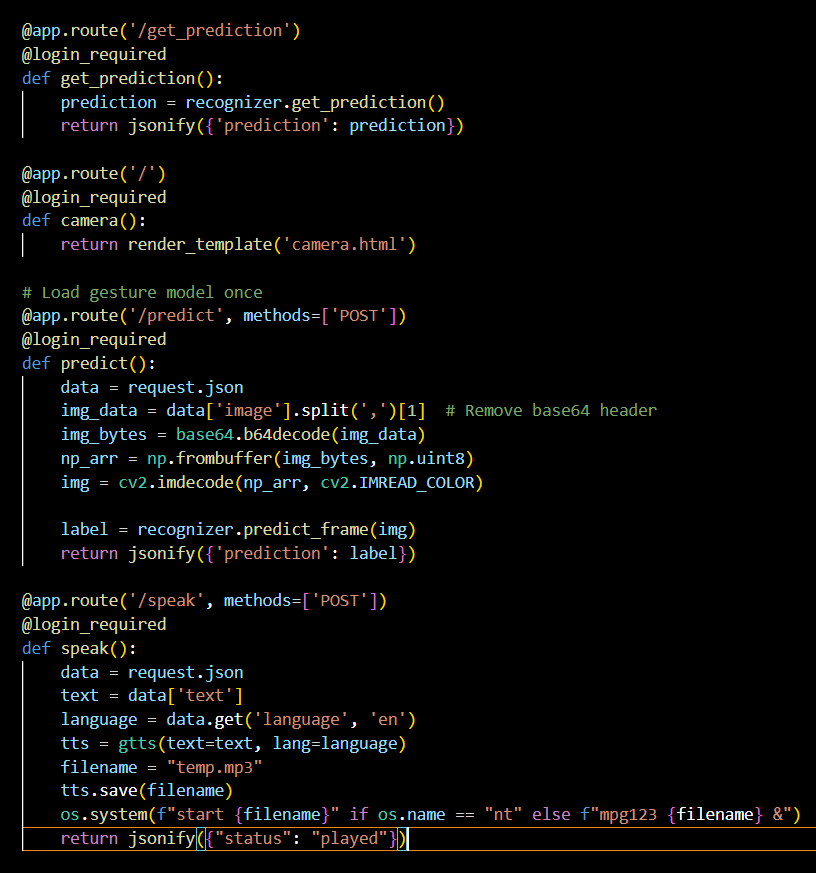 @app.route('/get_prediction')
@login_required
def get_prediction():
    prediction = recognizer.get_prediction()
    return jsonify({'prediction': prediction})

@app.route('/')
@login_required
def camera():
    return render_template('camera.html')

# Load gesture model once
@app.route('/predict', methods=['POST'])
@login_required
def predict():
    data = request.json
    img_data = data['image'].split(',')[1]  # Remove base64 header
    img_bytes = base64.b64decode(img_data)
    np_arr = np.frombuffer(img_bytes, np.uint8)
    img = cv2.imdecode(np_arr, cv2.IMREAD_COLOR)

    label = recognizer.predict_frame(img)
    return jsonify({'prediction': label})

@app.route('/speak', methods=['POST'])
@login_required
def speak():
    data = request.json
    text = data['text']
    language = data.get('language', 'en')
    tts = gtts(text=text, lang=language)
    filename = "temp.mp3"
    tts.save(filename)
    os.system(f"start {filename}" if os.name == "nt" else f"mpg123 {filename} &")
    return jsonify({"status": "played"})